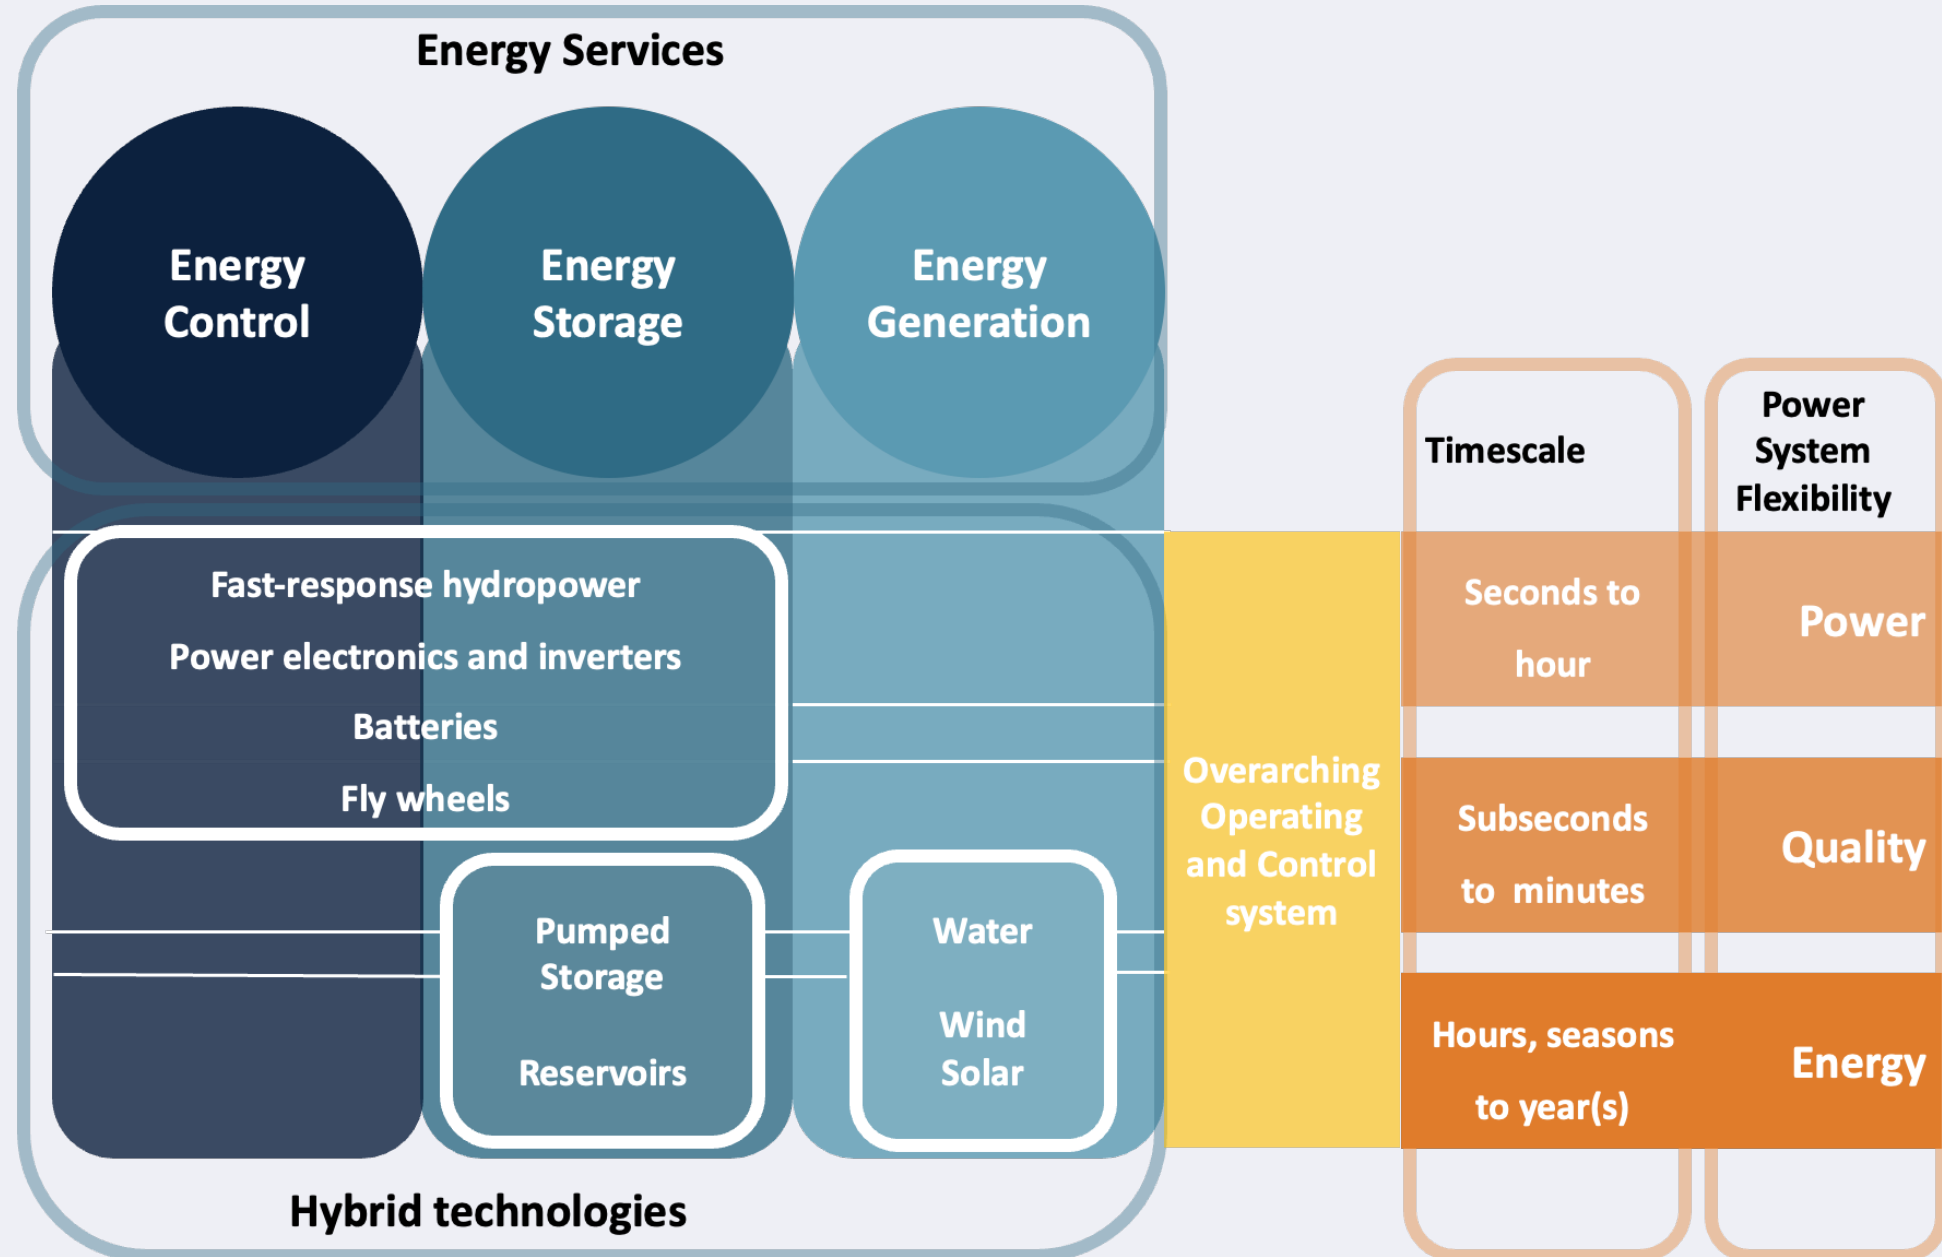 Energy Services
Energy
Control
Energy
Storage
Energy
Generation
Fast-response hydropower
Power electronics and inverters
Batteries
Fly wheels
Pumped
Storage
Reservoirs
Water
Wind
Solar
Hybrid technologies
Overarching
Operating
and Control
system
Timescale
Power
System
Flexibility
Seconds to
hour
Power
Subseconds
to minutes
Quality
Hours, seasons
to year(s)
Energy